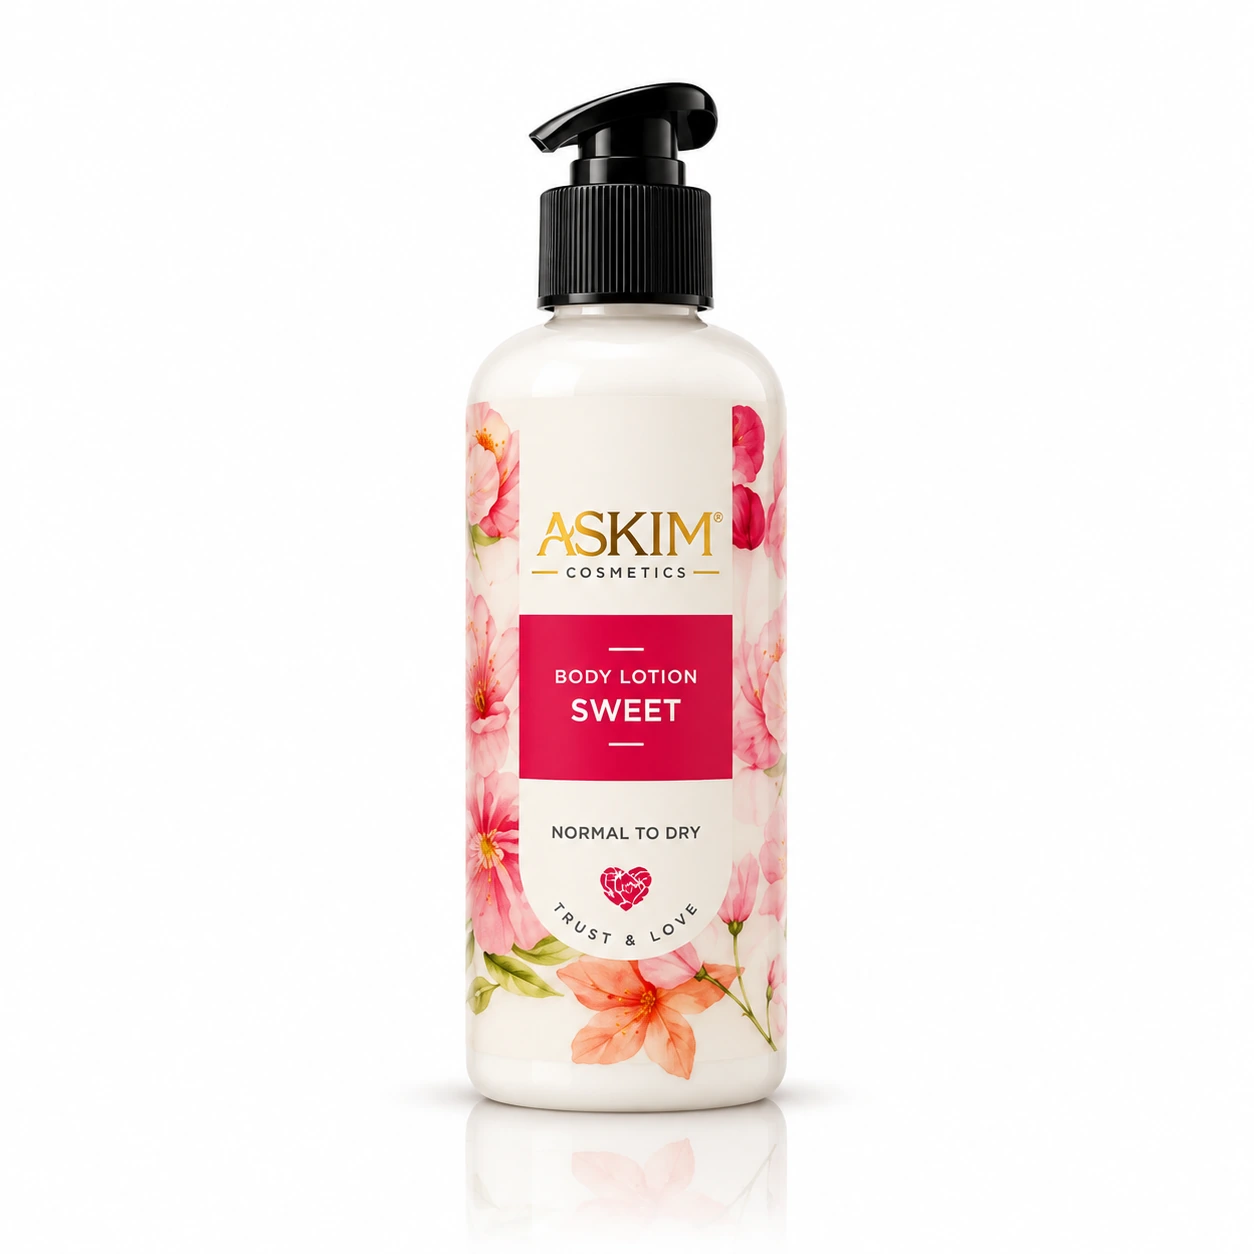 ASKIM®
COSMETICS
BODY LOTION
SWEET
NORMAL TO DRY
TRUST & LOVE